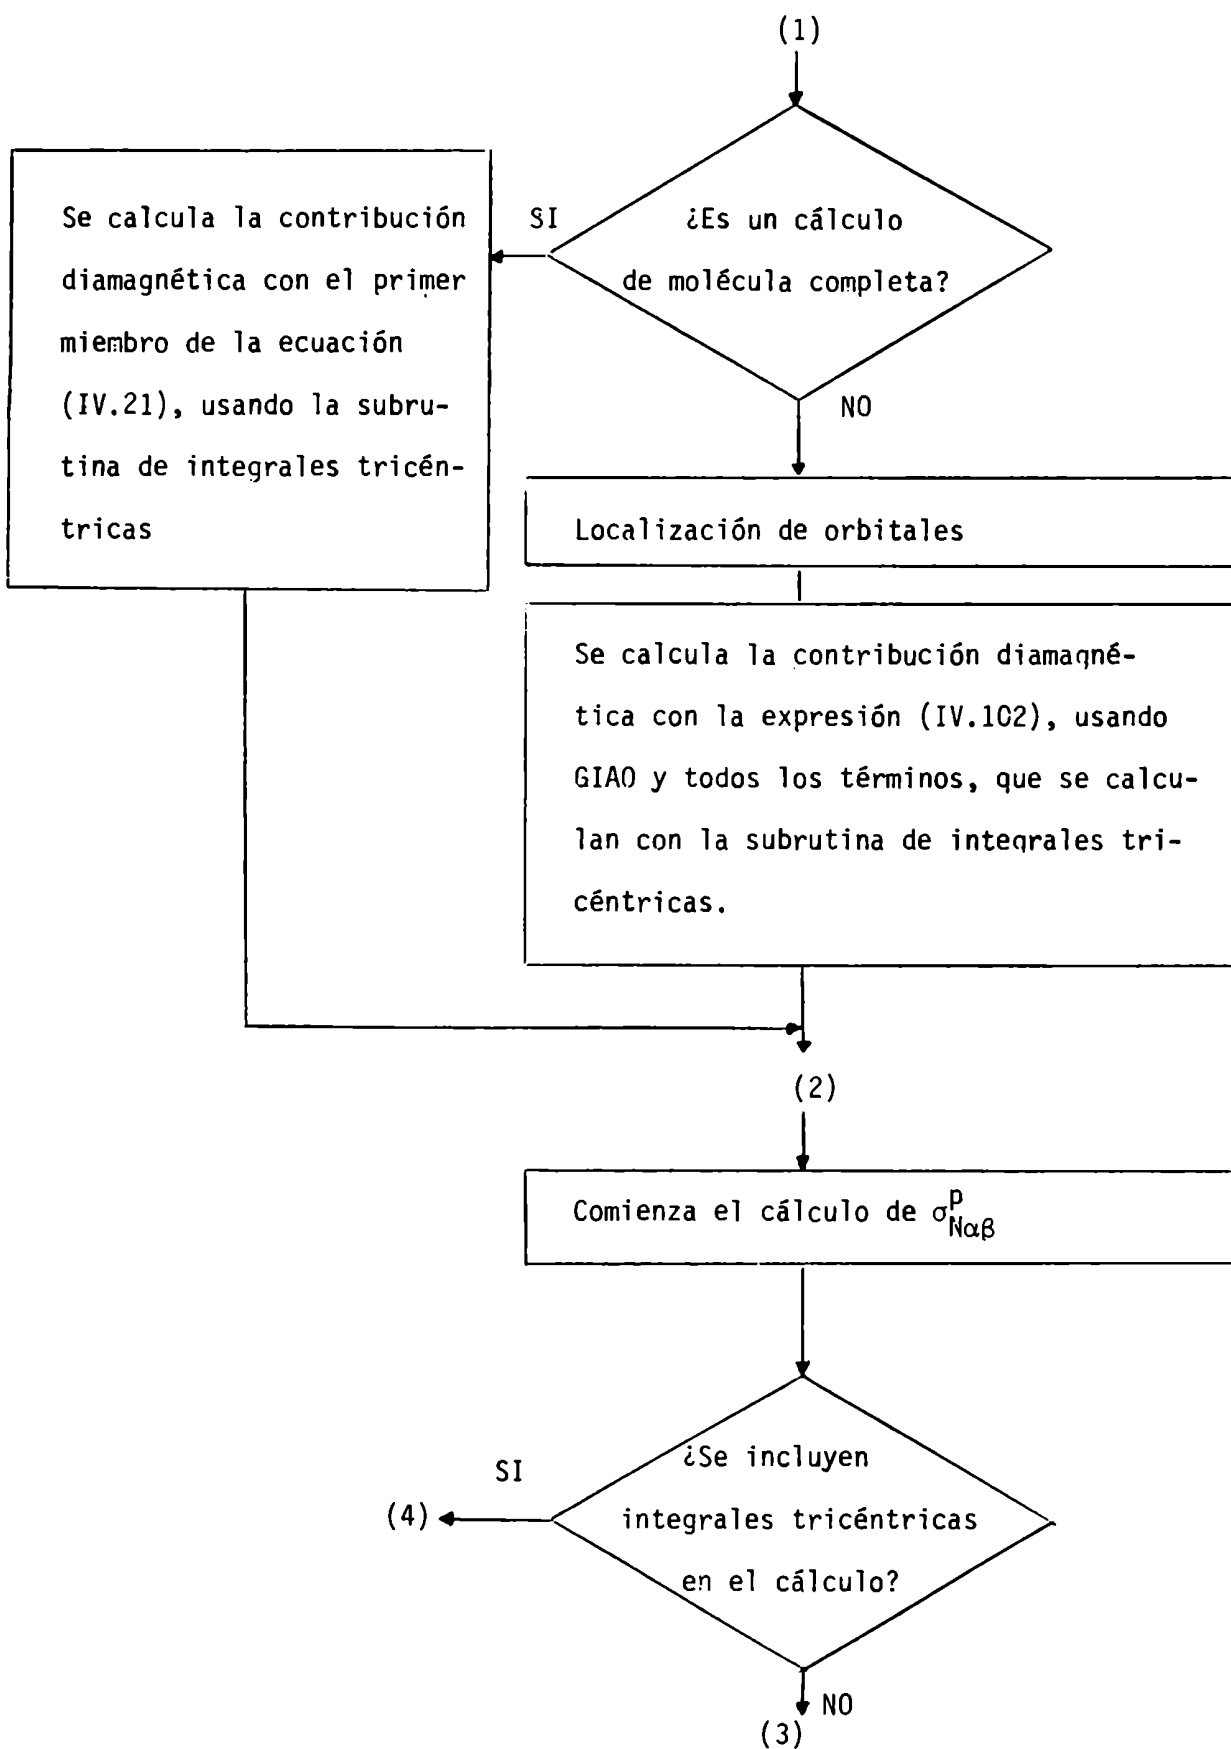 (1)
¿Es un cálculo
de molécula completa?
SI
Se calcula la contribución
diamagnética con el primer
miembro de la ecuación
(IV.21), usando la subru-
tina de integrales tricén-
tricas
NO
Localización de orbitales
Se calcula la contribución diamagné-
tica con la expresión (IV.102), usando
GIAO y todos los términos, que se calcu-
lan con la subrutina de integrales tri-
céntricas.
(2)
Comienza el cálculo de σᵖNαβ
¿Se incluyen
integrales tricéntricas
en el cálculo?
SI
(4)
NO
(3)